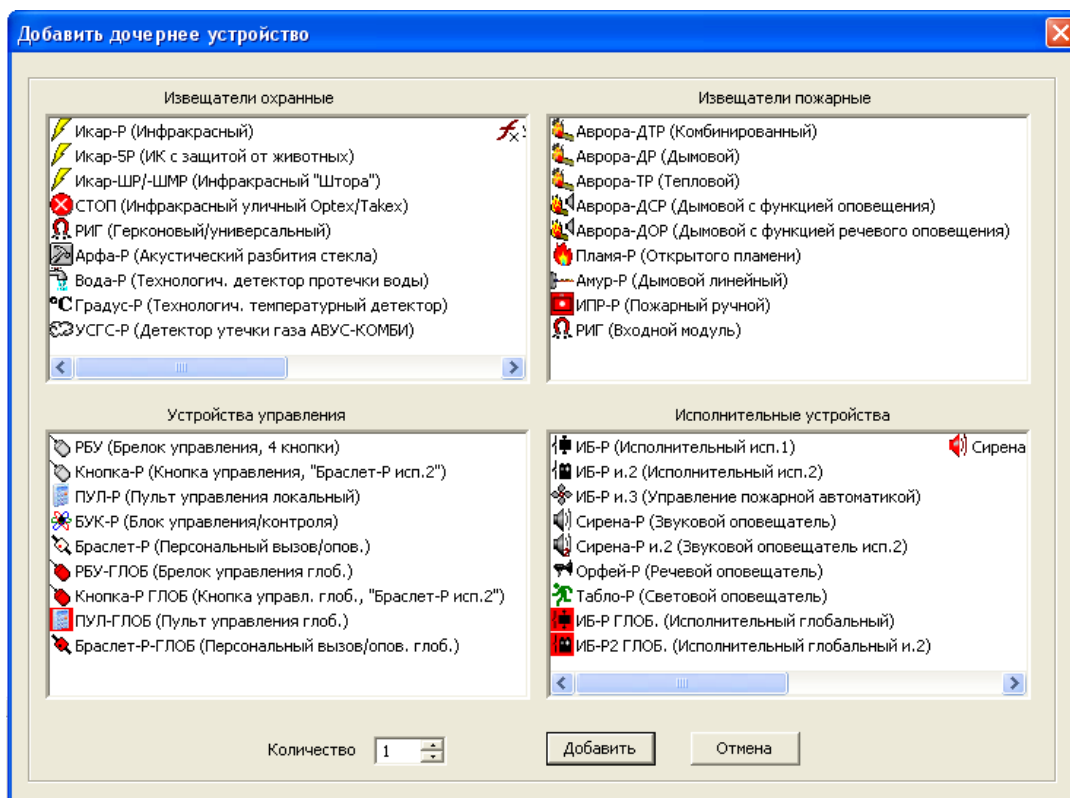 Добавить дочернее устройство
Извещатели охранные
Икар-Р (Инфракрасный)
Икар-5Р (ИК с защитой от животных)
Икар-ШР/-ШМР (Инфракрасный "Штора")
СТОП (Инфракрасный уличный Optex/Takex)
РИГ (Герконовый/универсальный)
Арфа-Р (Акустический разбития стекла)
Вода-Р (Технологич. детектор протечки воды)
°C Градус-Р (Технологич. температурный детектор)
УСГС-Р (Детектор утечки газа АВУС-КОМБИ)
Извещатели пожарные
Аврора-ДТР (Комбинированный)
Аврора-ДР (Дымовой)
Аврора-ТР (Тепловой)
Аврора-ДСР (Дымовой с функцией оповещения)
Аврора-ДОР (Дымовой с функцией речевого оповещения)
Пламя-Р (Открытого пламени)
Амур-Р (Дымовой линейный)
ИПР-Р (Пожарный ручной)
РИГ (Входной модуль)
Устройства управления
РБУ (Брелок управления, 4 кнопки)
Кнопка-Р (Кнопка управления, "Браслет-Р исп.2")
ПУЛ-Р (Пульт управления локальный)
БУК-Р (Блок управления/контроля)
Браслет-Р (Персональный вызов/опов.)
РБУ-ГЛОБ (Брелок управления глоб.)
Кнопка-Р ГЛОБ (Кнопка управл. глоб., "Браслет-Р исп.2")
ПУЛ-ГЛОБ (Пульт управления глоб.)
Браслет-Р-ГЛОБ (Персональный вызов/опов. глоб.)
Исполнительные устройства
ИБ-Р (Исполнительный исп.1) Сирена
ИБ-Р и.2 (Исполнительный исп.2)
ИБ-Р и.3 (Управление пожарной автоматикой)
Сирена-Р (Звуковой оповещатель)
Сирена-Р и.2 (Звуковой оповещатель исп.2)
Орфей-Р (Речевой оповещатель)
Табло-Р (Световой оповещатель)
ИБ-Р ГЛОБ. (Исполнительный глобальный)
ИБ-Р2 ГЛОБ. (Исполнительный глобальный и.2)
Количество 1 Добавить Отмена